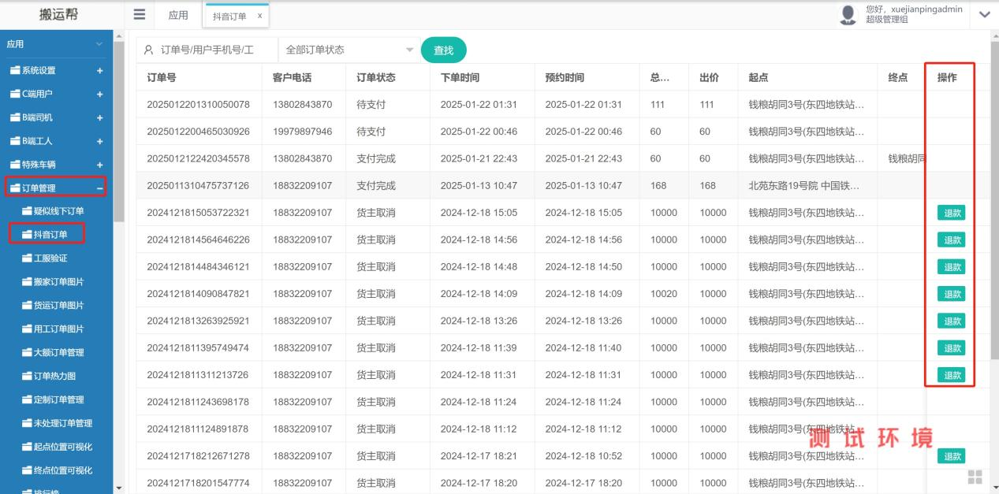 搬运帮
应用
抖音订单 x
您好，xuejianpingadmin
超级管理组
应用
系统设置 +
C端用户 +
B端司机 +
B端工人 +
特殊车辆 +
订单管理 −
疑似线下订单
抖音订单
工服验证
搬家订单图片
货运订单图片
用工订单图片
大额订单管理
订单热力图
定制订单管理
未处理订单管理
起点位置可视化
终点位置可视化
排行榜
订单号/用户手机号/工 全部订单状态 查找
订单号 客户电话 订单状态 下单时间 预约时间 总... 出价 起点 终点 操作
2025012201310050078 13802843870 待支付 2025-01-22 01:31 2025-01-22 01:31 111 111 钱粮胡同3号(东四地铁站...
2025012200465030926 19979897946 待支付 2025-01-22 00:46 2025-01-22 00:46 60 60 钱粮胡同3号(东四地铁站...
2025012122420345578 13802843870 支付完成 2025-01-21 22:43 2025-01-21 22:43 60 60 钱粮胡同3号(东四地铁站... 钱粮胡同
2025011310475737126 18832209107 支付完成 2025-01-13 10:47 2025-01-13 10:47 168 168 北苑东路19号院 中国铁...
2024121815053722321 18832209107 货主取消 2024-12-18 15:05 2024-12-18 15:05 10000 10000 钱粮胡同3号(东四地铁站... 退款
2024121814564646226 18832209107 货主取消 2024-12-18 14:56 2024-12-18 14:56 10000 10000 钱粮胡同3号(东四地铁站... 退款
2024121814484346121 18832209107 货主取消 2024-12-18 14:48 2024-12-18 14:50 10000 10000 钱粮胡同3号(东四地铁站... 退款
2024121814090847821 18832209107 货主取消 2024-12-18 14:09 2024-12-18 14:09 10020 10000 钱粮胡同3号(东四地铁站... 退款
2024121813263925921 18832209107 货主取消 2024-12-18 13:26 2024-12-18 13:26 10000 10000 钱粮胡同3号(东四地铁站... 退款
2024121811395749474 18832209107 货主取消 2024-12-18 11:39 2024-12-18 11:40 10000 10000 钱粮胡同3号(东四地铁站... 退款
2024121811311213726 18832209107 货主取消 2024-12-18 11:31 2024-12-18 11:31 10000 10000 钱粮胡同3号(东四地铁站... 退款
2024121811243698178 18832209107 货主取消 2024-12-18 11:24 2024-12-18 11:24 10000 10000 钱粮胡同3号(东四地铁站...
2024121811124891878 18832209107 货主取消 2024-12-18 11:12 2024-12-18 11:12 10000 10000 钱粮胡同3号(东四地铁站...
测试环境
2024121718212671278 18832209107 货主取消 2024-12-17 18:21 2024-12-18 10:52 10000 10000 钱粮胡同3号(东四地铁站... 退款
2024121718201547774 18832209107 货主取消 2024-12-17 18:20 2024-12-17 18:20 10000 10000 钱粮胡同3号(东四地铁站...